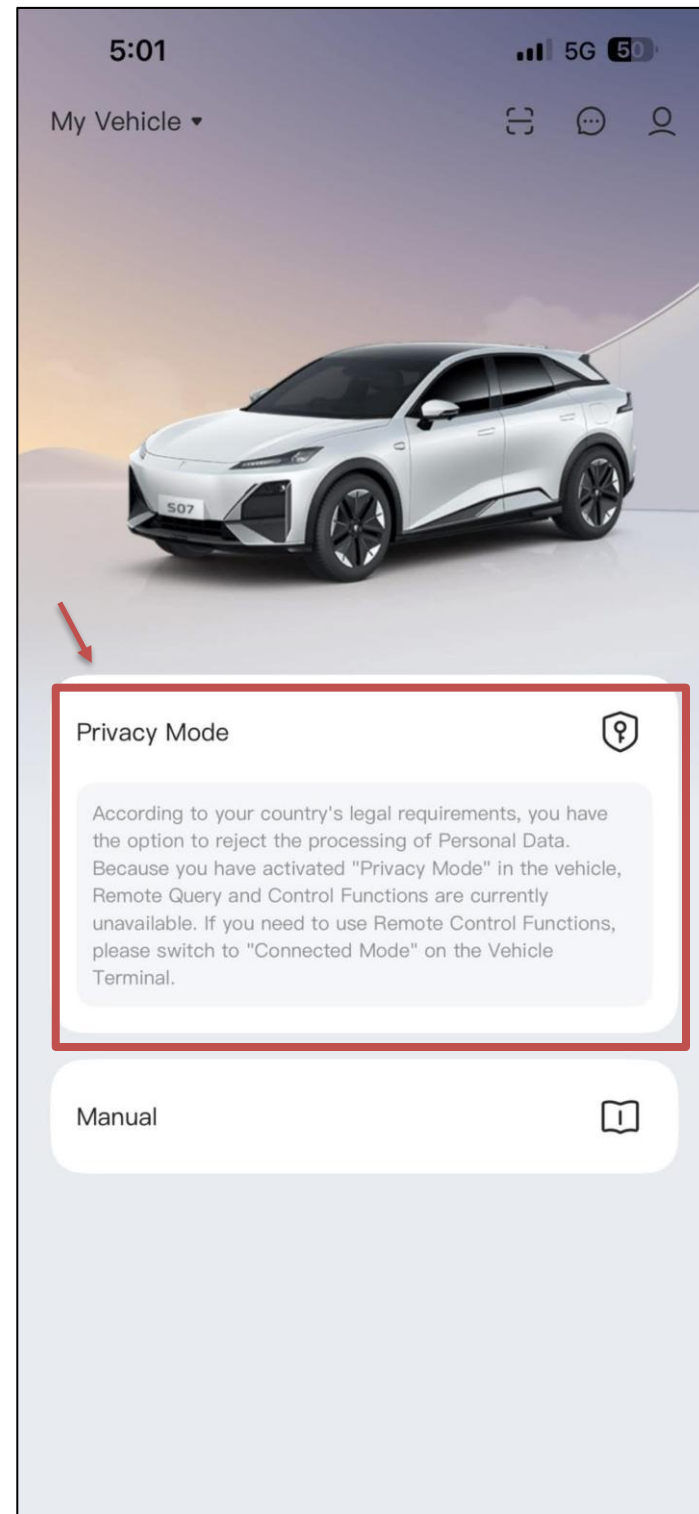 5:01 5G 50
My Vehicle
S07
Privacy Mode
According to your country's legal requirements, you have
the option to reject the processing of Personal Data.
Because you have activated "Privacy Mode" in the vehicle,
Remote Query and Control Functions are currently
unavailable. If you need to use Remote Control Functions,
please switch to "Connected Mode" on the Vehicle
Terminal.
Manual